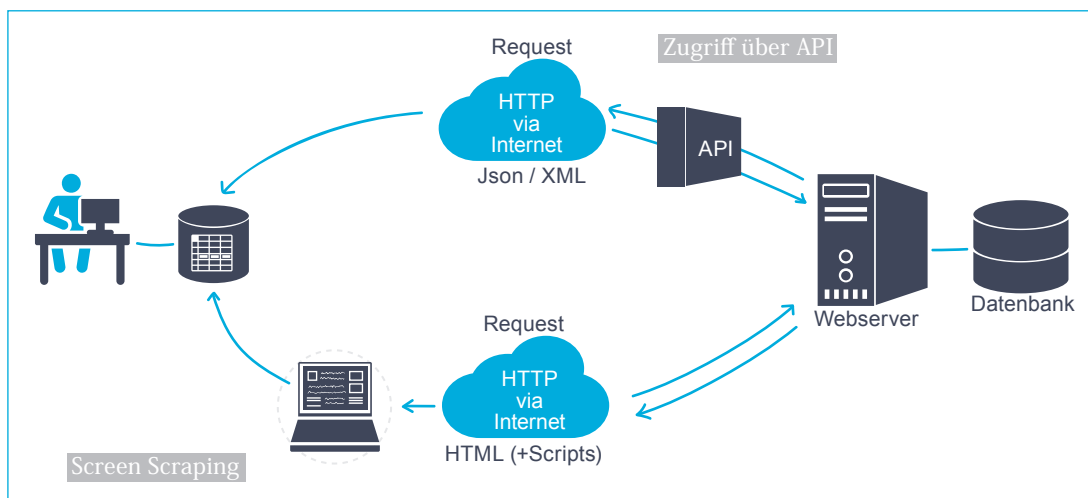 Request
Zugriff über API
HTTP
via
Internet
API
Json / XML
Webserver
Datenbank
Request
HTTP
via
Internet
HTML (+Scripts)
Screen Scraping